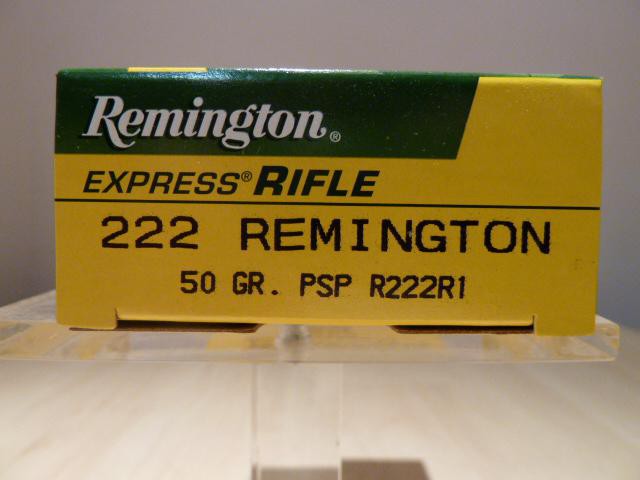 Remington®
EXPRESS® RIFLE
222 REMINGTON
50 GR. PSP R222R1